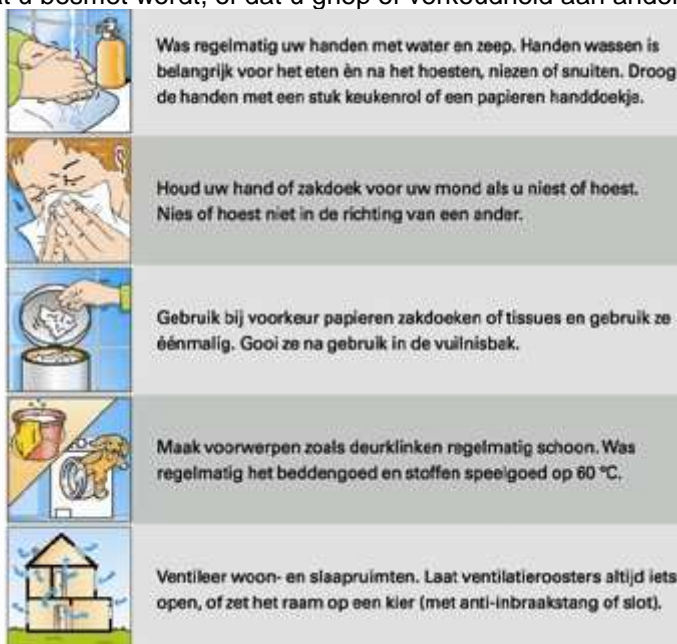 u besmet wordt, of dat u griep of verkoudheid aan ander
Was regelmatig uw handen met water en zeep. Handen wassen is
belangrijk voor het eten èn na het hoesten, niezen of snuiten. Droog
de handen met een stuk keukenrol of een papieren handdoekje.
Houd uw hand of zakdoek voor uw mond als u niest of hoest.
Nies of hoest niet in de richting van een ander.
Gebruik bij voorkeur papieren zakdoeken of tissues en gebruik ze
éénmalig. Gooi ze na gebruik in de vuilnisbak.
Maak voorwerpen zoals deurklinken regelmatig schoon. Was
regelmatig het beddengoed en stoffen speelgoed op 60 °C.
Ventileer woon- en slaapruimten. Laat ventilatieroosters altijd iets
open, of zet het raam op een kier (met anti-inbraakstang of slot).